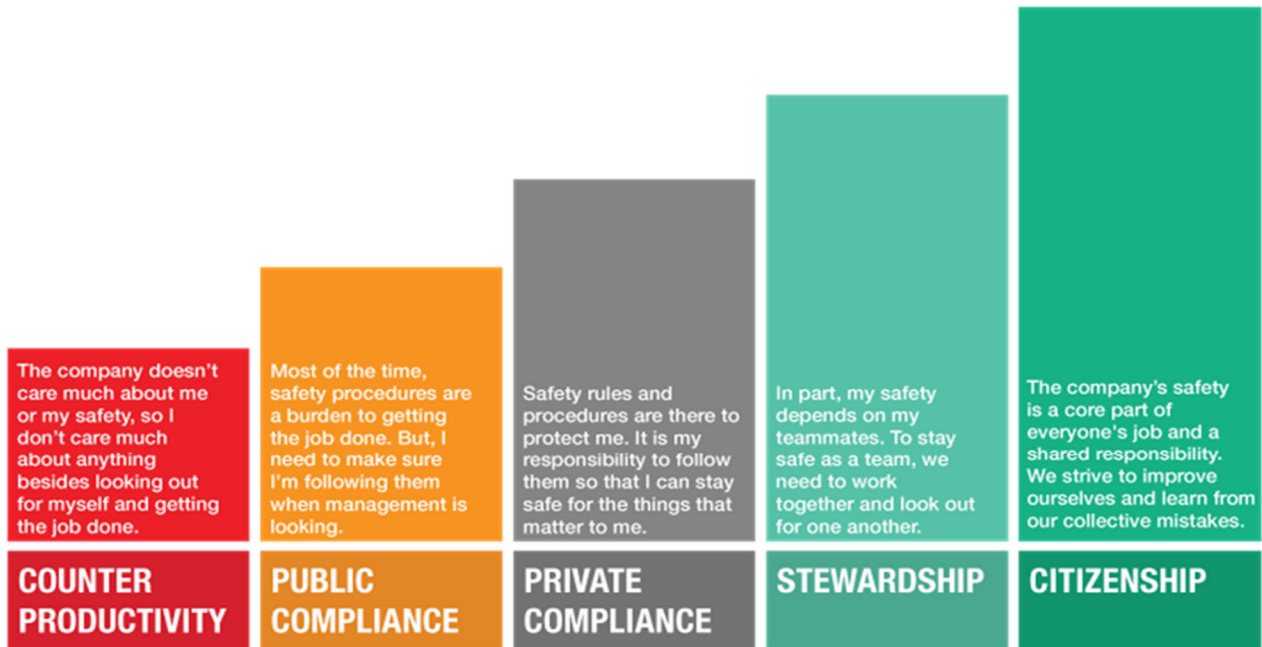 The company doesn't
care much about me
or my safety, so I
don't care much
about anything
besides looking out
for myself and getting
the job done.
COUNTER
PRODUCTIVITY
Most of the time,
safety procedures are
a burden to getting
the job done. But, I
need to make sure
I'm following them
when management is
looking.
PUBLIC
COMPLIANCE
Safety rules and
procedures are there to
protect me. It is my
responsibility to follow
them so that I can stay
safe for the things that
matter to me.
PRIVATE
COMPLIANCE
In part, my safety
depends on my
teammates. To stay
safe as a team, we
need to work
together and look out
for one another.
STEWARDSHIP
The company's safety
is a core part of
everyone's job and a
shared responsibility.
We strive to improve
ourselves and learn from
our collective mistakes.
CITIZENSHIP